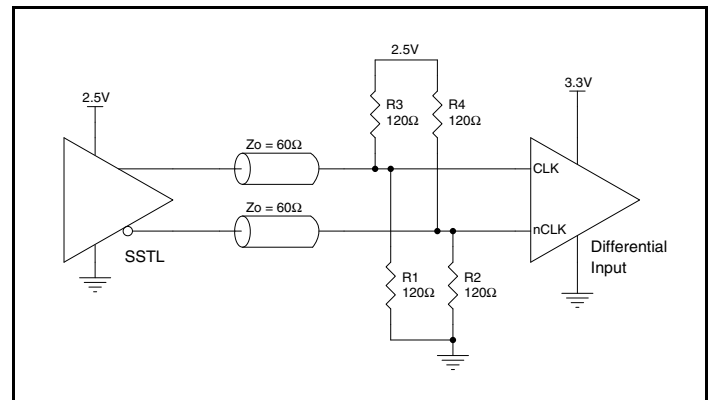 2.5V
2.5V
3.3V
R3
120Ω
R4
120Ω
Zo = 60Ω
CLK
Zo = 60Ω
nCLK
SSTL
Differential
Input
R1
120Ω
R2
120Ω